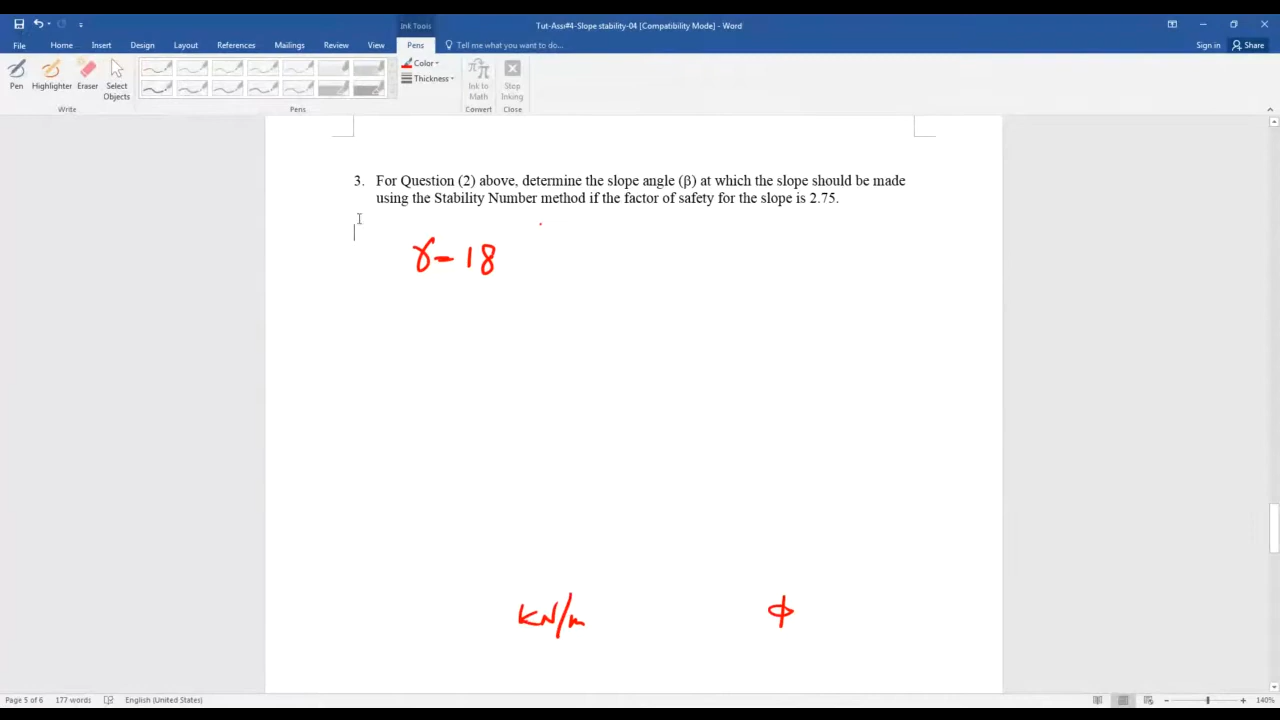 Ink Tools
Tut-Assi#4-Slope stability-04 [Compatibility Mode] - Word
File Home Insert Design Layout References Mailings Review View Pens Tell me what you want to do... Sign in Share
Pen Highlighter Eraser Select Objects
Color
Thickness
Ink to Math
Stop Inking
Write Pens Convert Close
3. For Question (2) above, determine the slope angle (β) at which the slope should be made
using the Stability Number method if the factor of safety for the slope is 2.75.
γ - 18
kN/m ϕ
Page 5 of 6 177 words English (United States) 140%